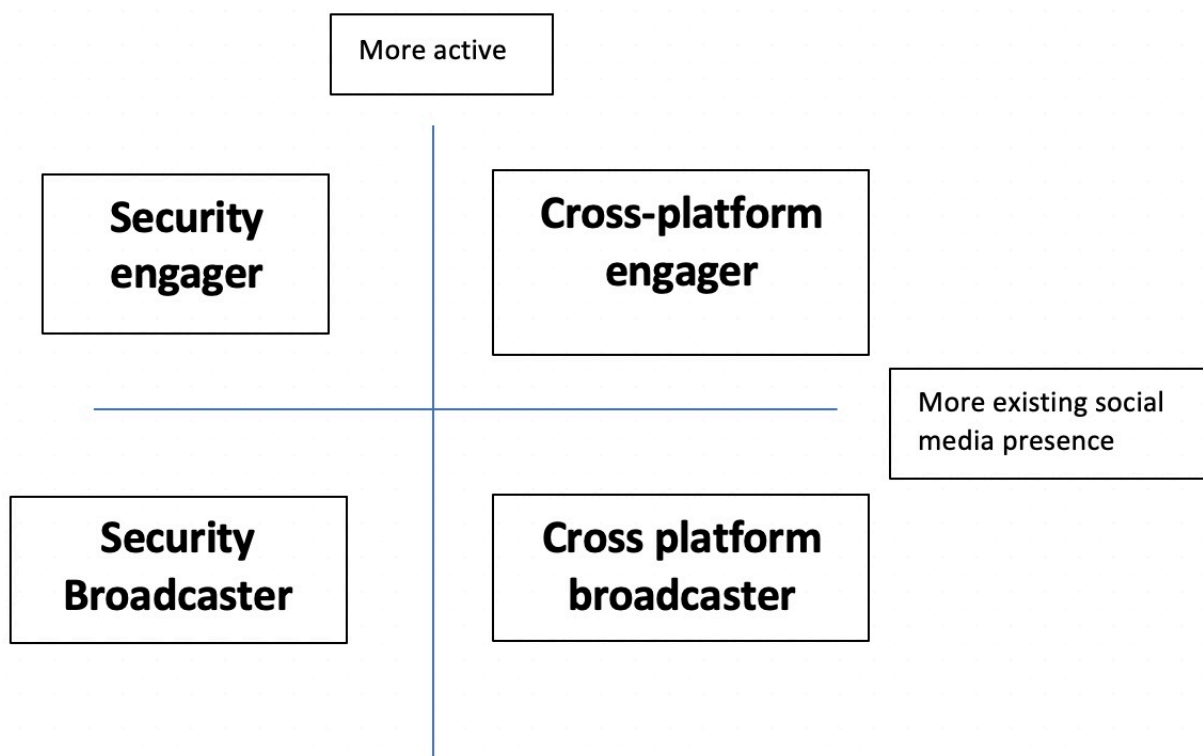 More active
Security
engager
Cross-platform
engager
More existing social
media presence
Security
Broadcaster
Cross platform
broadcaster